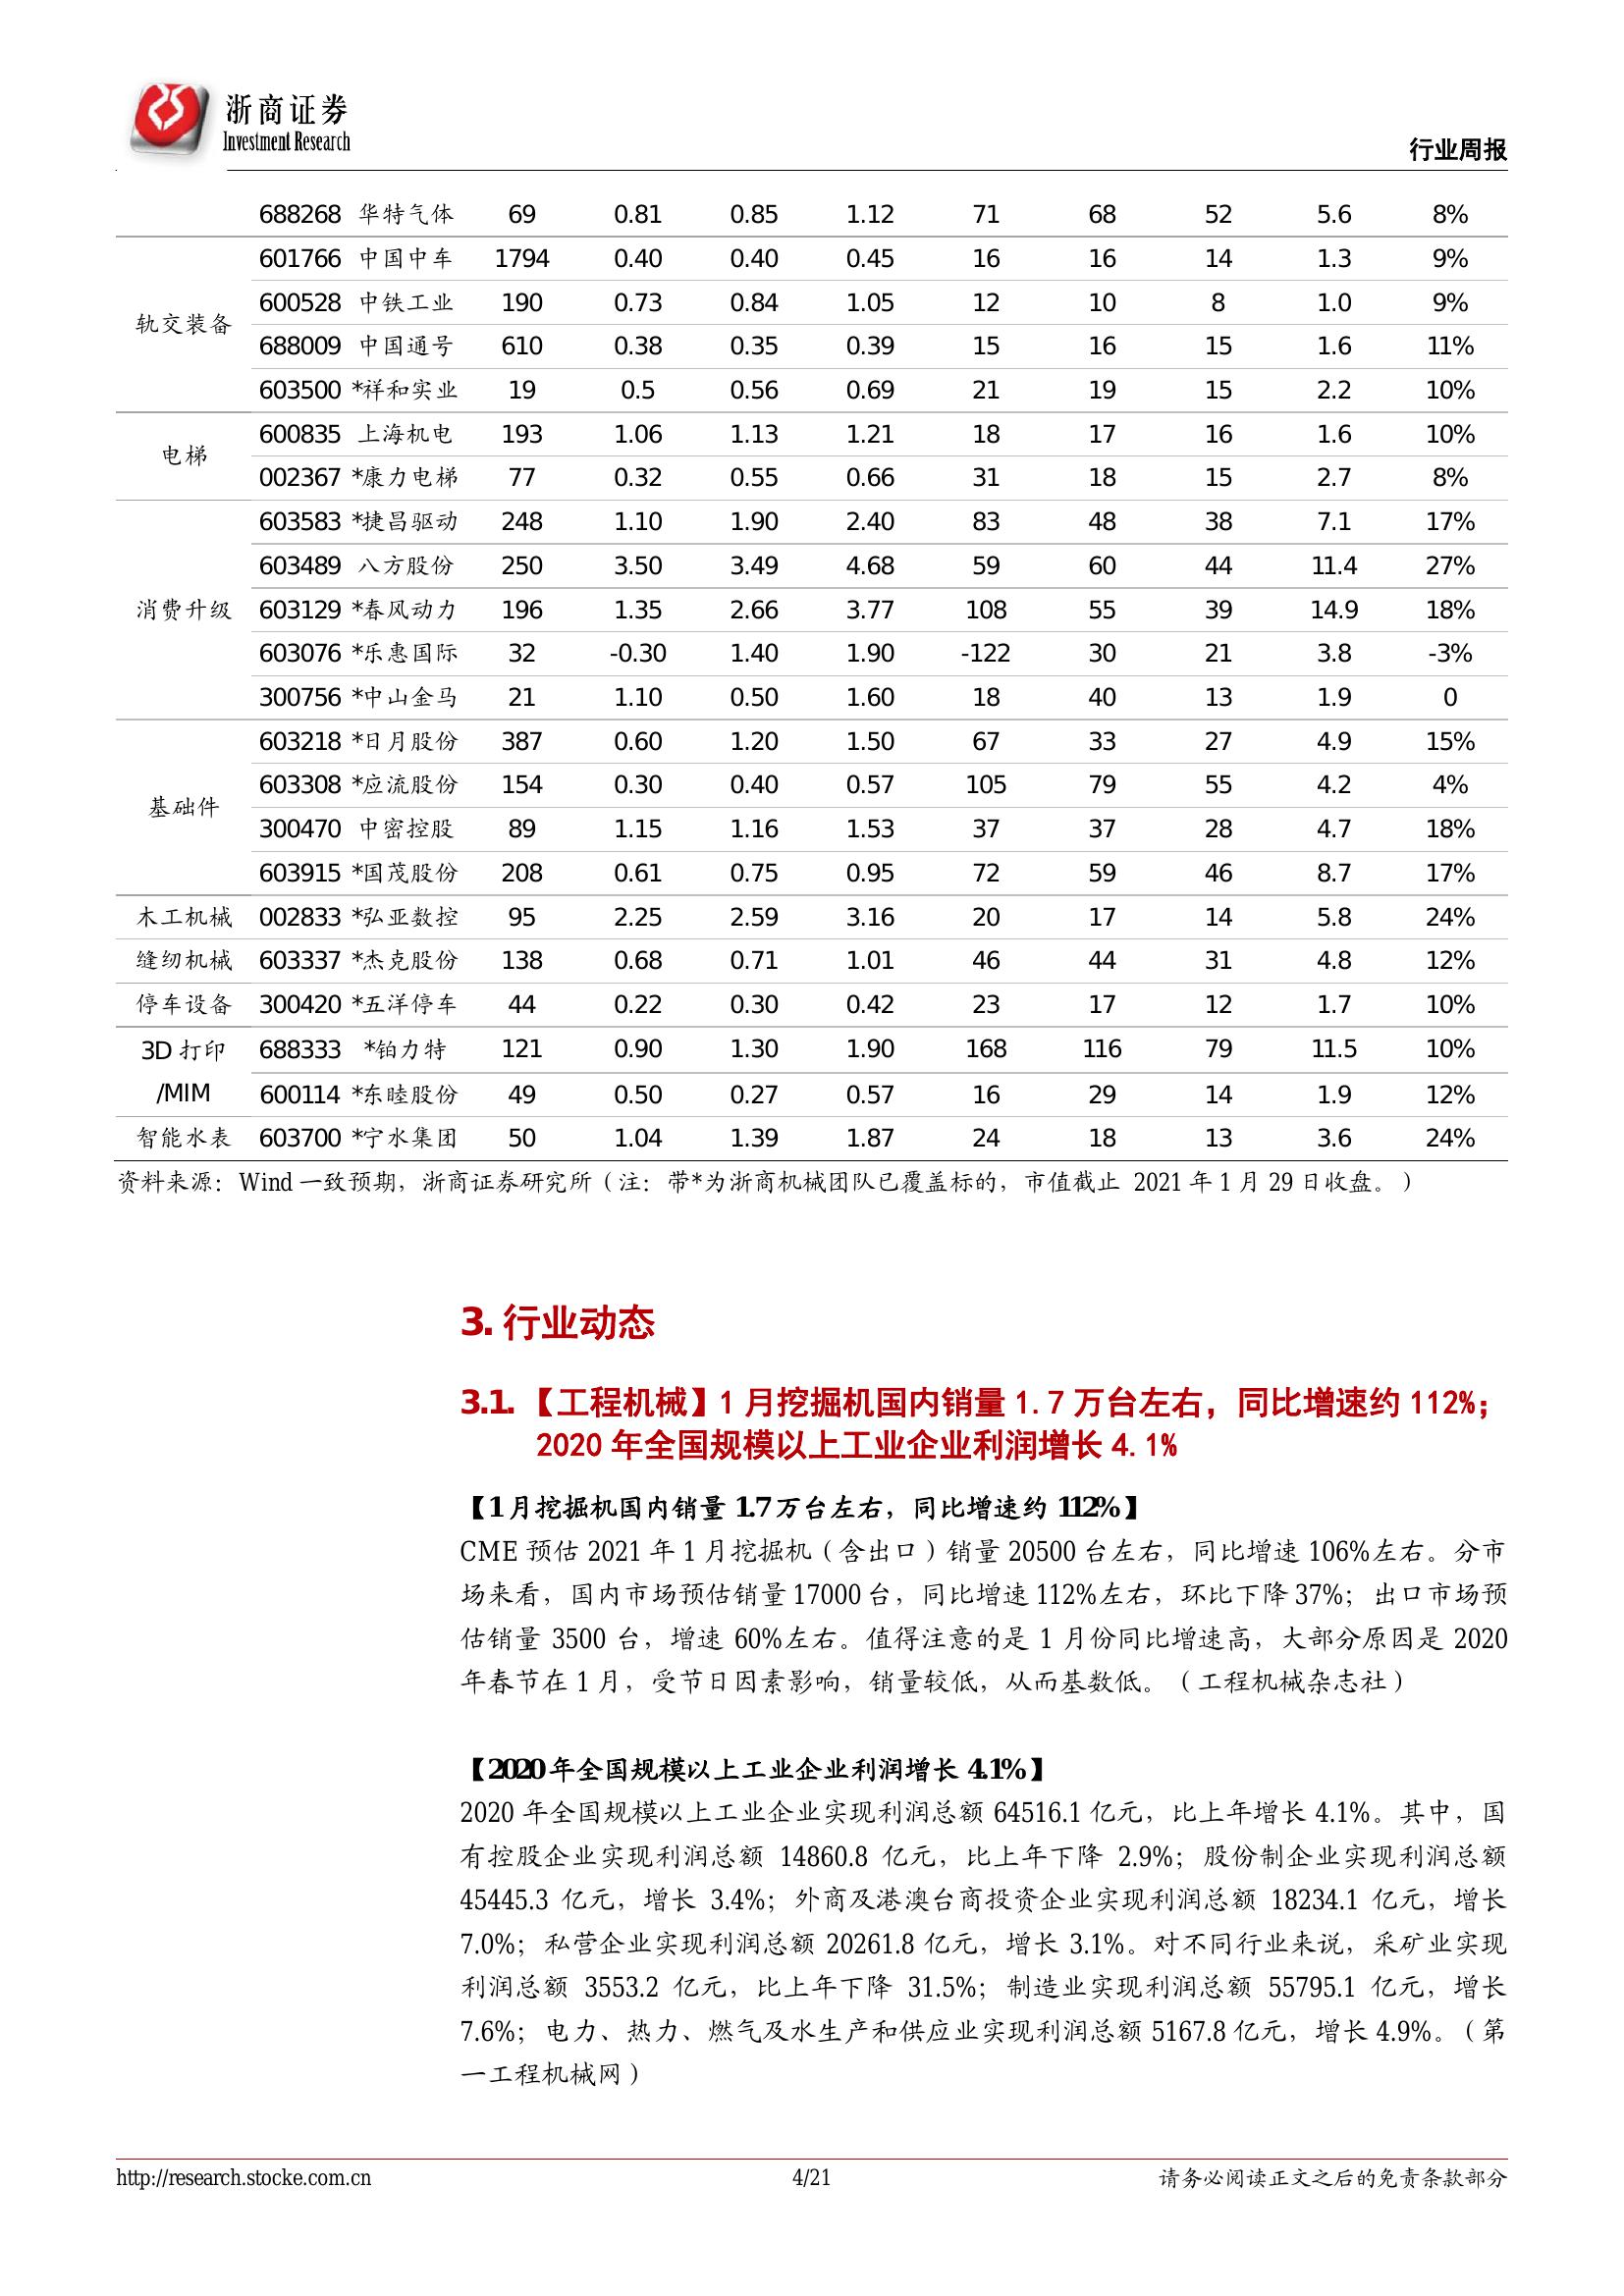 浙商证券
Investment Research
行业周报
688268 华特气体 69 0.81 0.85 1.12 71 68 52 5.6 8%
轨交装备
601766 中国中车 1794 0.40 0.40 0.45 16 16 14 1.3 9%
600528 中铁工业 190 0.73 0.84 1.05 12 10 8 1.0 9%
688009 中国通号 610 0.38 0.35 0.39 15 16 15 1.6 11%
603500 *祥和实业 19 0.5 0.56 0.69 21 19 15 2.2 10%
电梯
600835 上海机电 193 1.06 1.13 1.21 18 17 16 1.6 10%
002367 *康力电梯 77 0.32 0.55 0.66 31 18 15 2.7 8%
消费升级
603583 *捷昌驱动 248 1.10 1.90 2.40 83 48 38 7.1 17%
603489 八方股份 250 3.50 3.49 4.68 59 60 44 11.4 27%
603129 *春风动力 196 1.35 2.66 3.77 108 55 39 14.9 18%
603076 *乐惠国际 32 -0.30 1.40 1.90 -122 30 21 3.8 -3%
300756 *中山金马 21 1.10 0.50 1.60 18 40 13 1.9 0
基础件
603218 *日月股份 387 0.60 1.20 1.50 67 33 27 4.9 15%
603308 *应流股份 154 0.30 0.40 0.57 105 79 55 4.2 4%
300470 中密控股 89 1.15 1.16 1.53 37 37 28 4.7 18%
603915 *国茂股份 208 0.61 0.75 0.95 72 59 46 8.7 17%
木工机械 002833 *弘亚数控 95 2.25 2.59 3.16 20 17 14 5.8 24%
缝纫机械 603337 *杰克股份 138 0.68 0.71 1.01 46 44 31 4.8 12%
停车设备 300420 *五洋停车 44 0.22 0.30 0.42 23 17 12 1.7 10%
3D 打印 688333 *铂力特 121 0.90 1.30 1.90 168 116 79 11.5 10%
/MIM 600114 *东睦股份 49 0.50 0.27 0.57 16 29 14 1.9 12%
智能水表 603700 *宁水集团 50 1.04 1.39 1.87 24 18 13 3.6 24%
资料来源：Wind 一致预期，浙商证券研究所（注：带*为浙商机械团队已覆盖标的，市值截止 2021 年 1 月 29 日收盘。）
3. 行业动态
3.1. 【工程机械】1 月挖掘机国内销量 1.7 万台左右，同比增速约 112%；
2020 年全国规模以上工业企业利润增长 4.1%
【1 月挖掘机国内销量 1.7 万台左右，同比增速约 112%】
CME 预估 2021 年 1 月挖掘机（含出口）销量 20500 台左右，同比增速 106%左右。分市
场来看，国内市场预估销量 17000 台，同比增速 112%左右，环比下降 37%；出口市场预
估销量 3500 台，增速 60%左右。值得注意的是 1 月份同比增速高，大部分原因是 2020
年春节在 1 月，受节日因素影响，销量较低，从而基数低。（工程机械杂志社）
【2020 年全国规模以上工业企业利润增长 4.1%】
2020 年全国规模以上工业企业实现利润总额 64516.1 亿元，比上年增长 4.1%。其中，国
有控股企业实现利润总额 14860.8 亿元，比上年下降 2.9%；股份制企业实现利润总额
45445.3 亿元，增长 3.4%；外商及港澳台商投资企业实现利润总额 18234.1 亿元，增长
7.0%；私营企业实现利润总额 20261.8 亿元，增长 3.1%。对不同行业来说，采矿业实现
利润总额 3553.2 亿元，比上年下降 31.5%；制造业实现利润总额 55795.1 亿元，增长
7.6%；电力、热力、燃气及水生产和供应业实现利润总额 5167.8 亿元，增长 4.9%。（第
一工程机械网）
http://research.stocke.com.cn 4/21 请务必阅读正文之后的免责条款部分